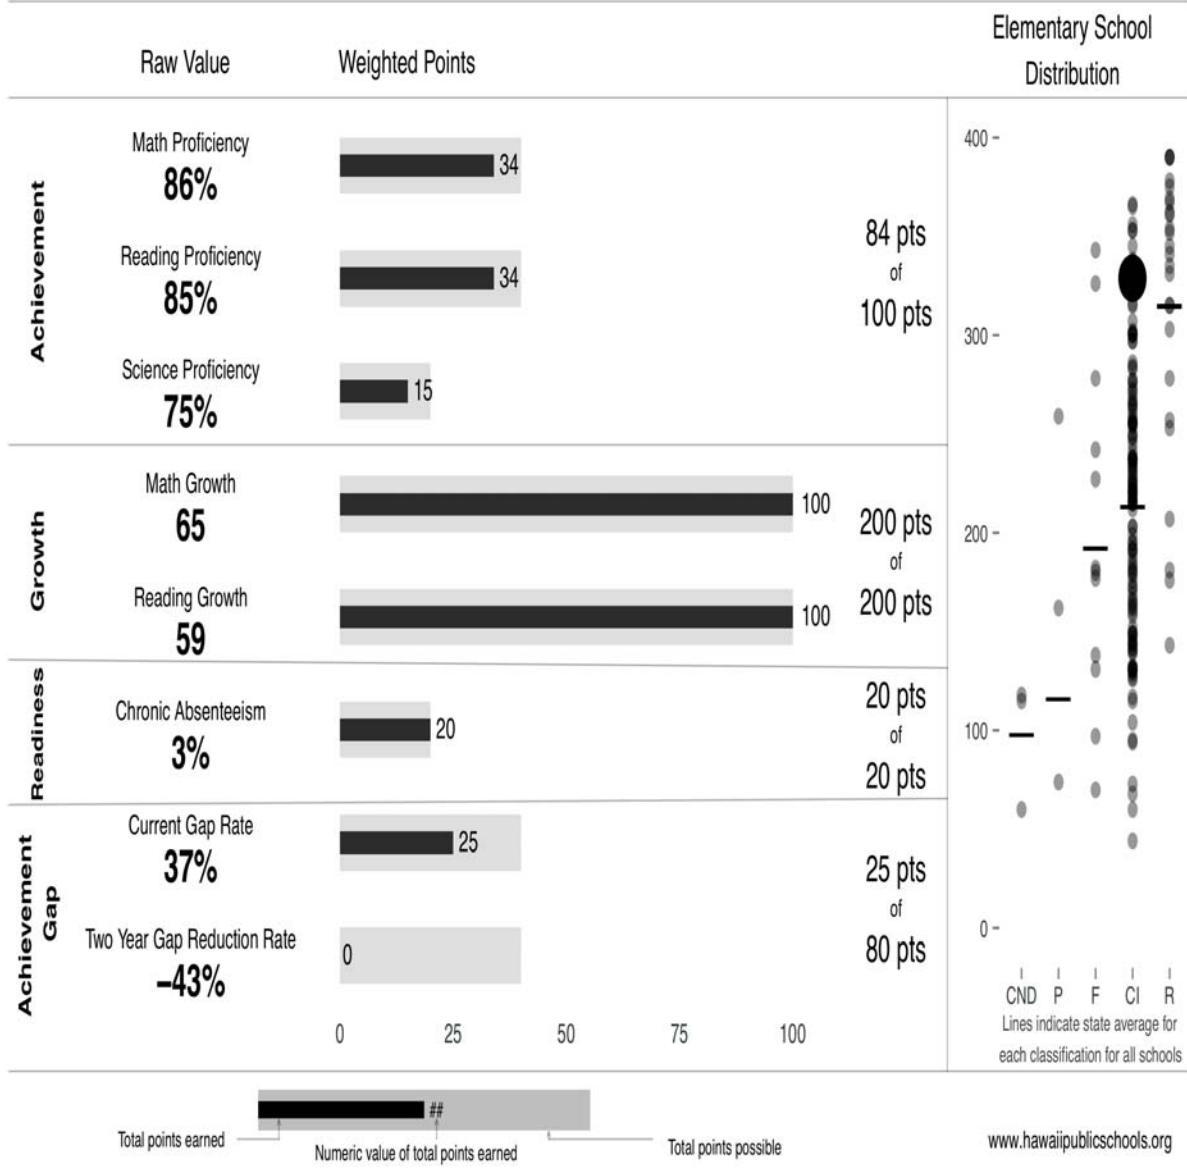 Raw Value
Weighted Points
Elementary School
Distribution
Achievement
Math Proficiency
86%
34
Reading Proficiency
85%
34
Science Proficiency
75%
15
84 pts
of
100 pts
Growth
Math Growth
65
100
Reading Growth
59
100
200 pts
of
200 pts
Readiness
Chronic Absenteeism
3%
20
20 pts
of
20 pts
Achievement
Gap
Current Gap Rate
37%
25
Two Year Gap Reduction Rate
–43%
0
25 pts
of
80 pts
0 25 50 75 100
400
300
200
100
0
CND P F CI R
Lines indicate state average for
each classification for all schools
##
Total points earned
Numeric value of total points earned
Total points possible
www.hawaiipublicschools.org